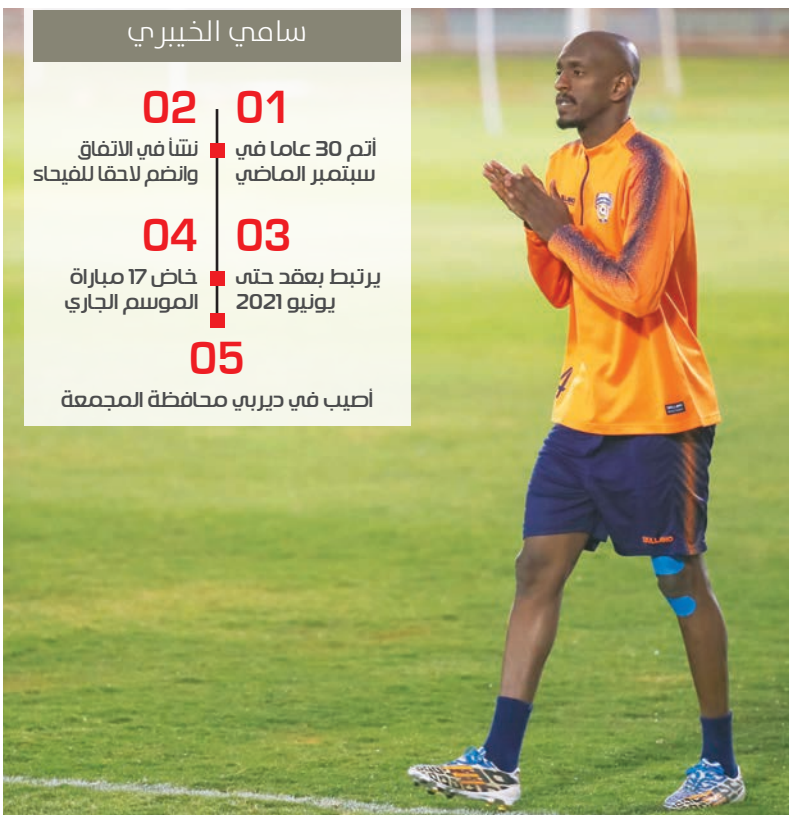 سامي الخيبري
01
أتم 30 عاما في
سبتمبر الماضي
02
نشأ في الاتفاق
وانضم لاحقا للفيحاء
03
يرتبط بعقد حتى
يونيو 2021
04
خاض 17 مباراة
الموسم الجاري
05
أصيب في ديربي محافظة المجمعة